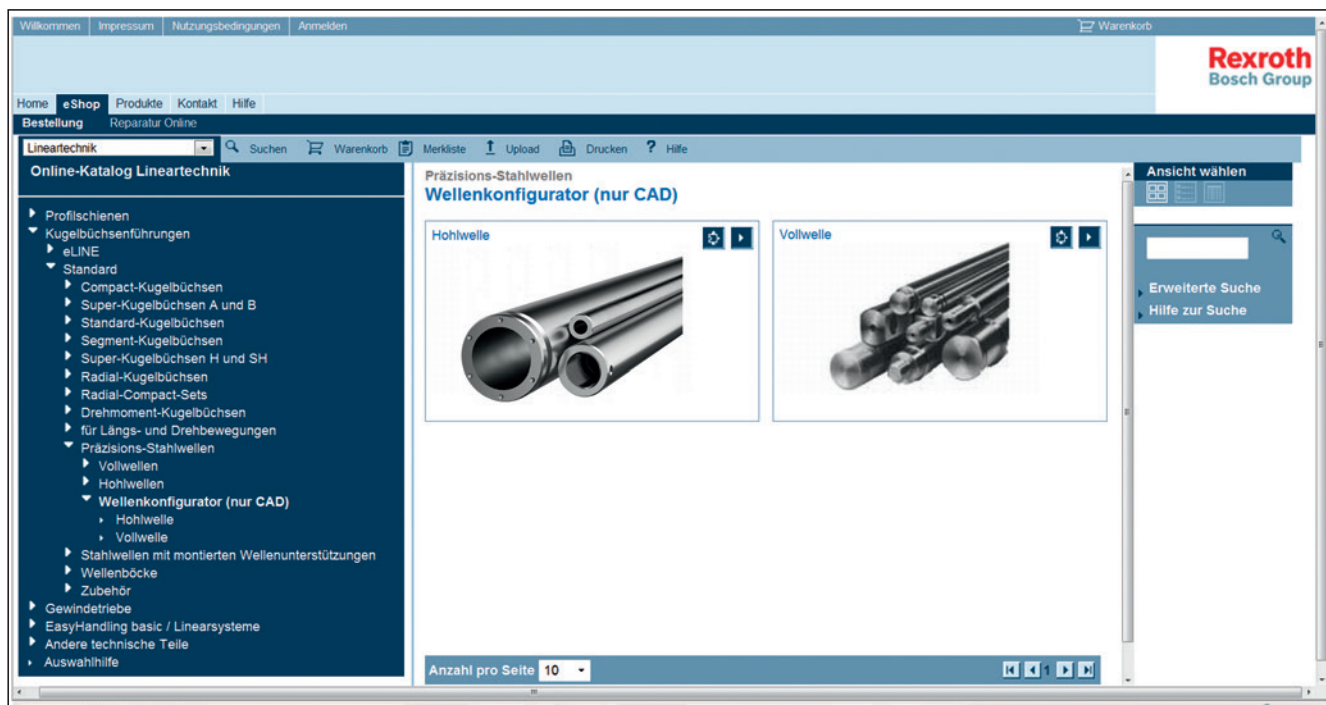 Willkommen Impressum Nutzungsbedingungen Anmelden Warenkorb
Rexroth
Bosch Group
Home eShop Produkte Kontakt Hilfe
Bestellung Reparatur Online
Lineartechnik Suchen Warenkorb Merkliste Upload Drucken ? Hilfe
Online-Katalog Lineartechnik
Profilschienen
Kugelbüchsenführungen
eLINE
Standard
Compact-Kugelbüchsen
Super-Kugelbüchsen A und B
Standard-Kugelbüchsen
Segment-Kugelbüchsen
Super-Kugelbüchsen H und SH
Radial-Kugelbüchsen
Radial-Compact-Sets
Drehmoment-Kugelbüchsen
für Längs- und Drehbewegungen
Präzisions-Stahlwellen
Vollwellen
Hohlwellen
Wellenkonfigurator (nur CAD)
Hohlwelle
Vollwelle
Stahlwellen mit montierten Wellenunterstützungen
Wellenböcke
Zubehör
Gewindetriebe
EasyHandling basic / Linearsysteme
Andere technische Teile
Auswahlhilfe
Präzisions-Stahlwellen
Wellenkonfigurator (nur CAD)
Hohlwelle
Vollwelle
Anzahl pro Seite 10 1
Ansicht wählen
Erweiterte Suche
Hilfe zur Suche